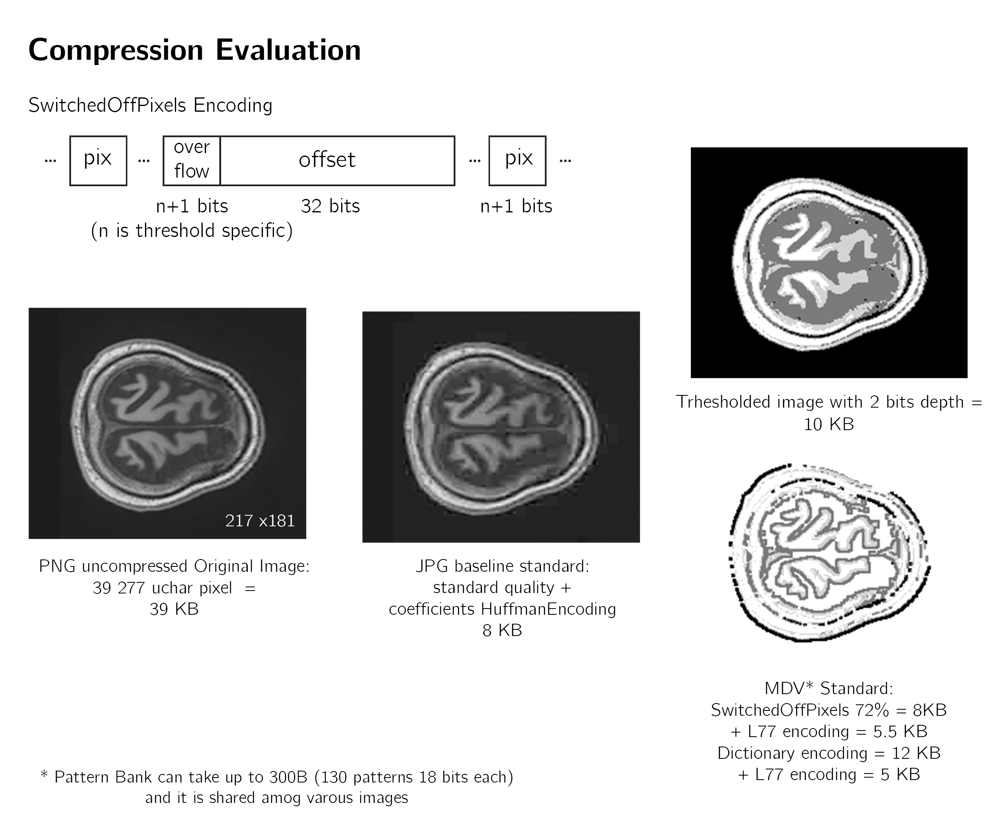 Compression Evaluation
SwitchedOffPixels Encoding
... pix ... over flow offset ... pix ...
n+1 bits 32 bits n+1 bits
(n is threshold specific)
217 x181
PNG uncompressed Original Image:
39 277 uchar pixel =
39 KB
JPG baseline standard:
standard quality +
coefficients HuffmanEncoding
8 KB
Trhesholded image with 2 bits depth =
10 KB
MDV* Standard:
SwitchedOffPixels 72% = 8KB
+ L77 encoding = 5.5 KB
Dictionary encoding = 12 KB
+ L77 encoding = 5 KB
* Pattern Bank can take up to 300B (130 patterns 18 bits each)
and it is shared amog varous images